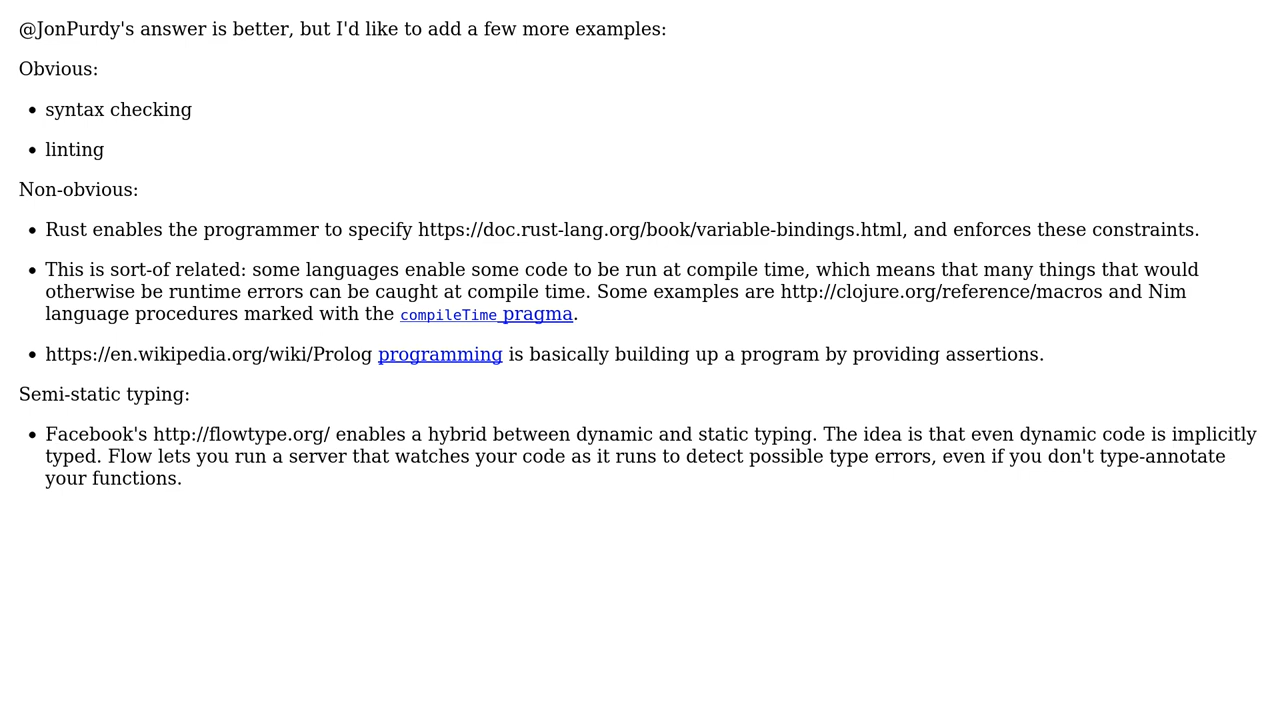 @JonPurdy's answer is better, but I'd like to add a few more examples:
Obvious:
• syntax checking
• linting
Non-obvious:
• Rust enables the programmer to specify https://doc.rust-lang.org/book/variable-bindings.html, and enforces these constraints.
• This is sort-of related: some languages enable some code to be run at compile time, which means that many things that would
otherwise be runtime errors can be caught at compile time. Some examples are http://clojure.org/reference/macros and Nim
language procedures marked with the compileTime pragma.
• https://en.wikipedia.org/wiki/Prolog programming is basically building up a program by providing assertions.
Semi-static typing:
• Facebook's http://flowtype.org/ enables a hybrid between dynamic and static typing. The idea is that even dynamic code is implicitly
typed. Flow lets you run a server that watches your code as it runs to detect possible type errors, even if you don't type-annotate
your functions.